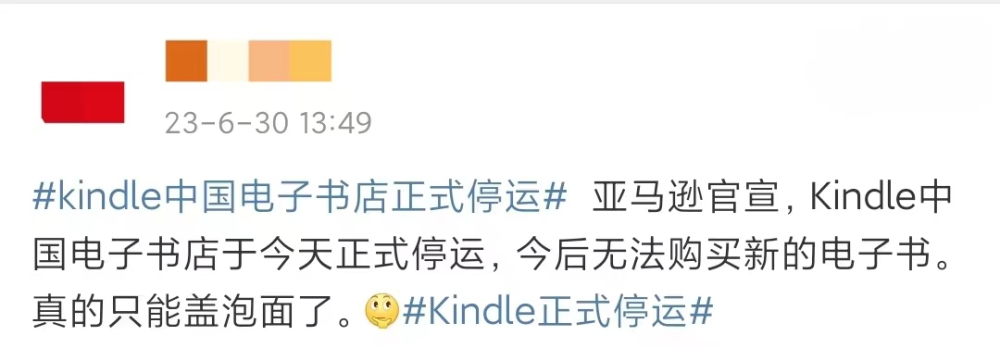 23-6-30 13:49
#kindle中国电子书店正式停运# 亚马逊官宣，Kindle中
国电子书店于今天正式停运，今后无法购买新的电子书。
真的只能盖泡面了。🤔#Kindle正式停运#